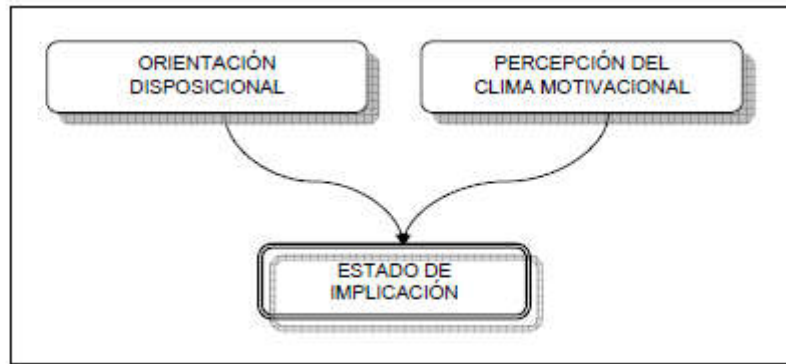 ORIENTACIÓN
DISPOSICIONAL
PERCEPCIÓN DEL
CLIMA MOTIVACIONAL
ESTADO DE
IMPLICACIÓN